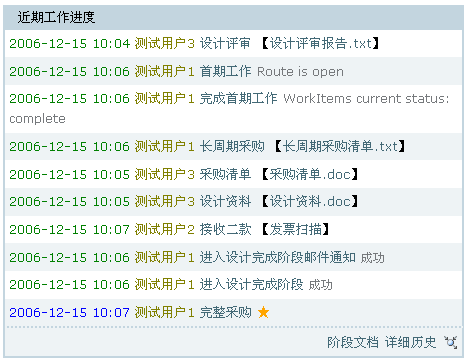 近期工作进度
2006-12-15 10:04 测试用户3 设计评审 【设计评审报告.txt】
2006-12-15 10:06 测试用户1 首期工作 Route is open
2006-12-15 10:06 测试用户1 完成首期工作 WorkItems current status:
complete
2006-12-15 10:06 测试用户1 长周期采购 【长周期采购清单.txt】
2006-12-15 10:05 测试用户3 采购清单 【采购清单.doc】
2006-12-15 10:05 测试用户3 设计资料 【设计资料.doc】
2006-12-15 10:07 测试用户2 接收二款 【发票扫描】
2006-12-15 10:06 测试用户1 进入设计完成阶段邮件通知 成功
2006-12-15 10:06 测试用户1 进入设计完成阶段 成功
2006-12-15 10:07 测试用户1 完整采购
阶段文档 详细历史